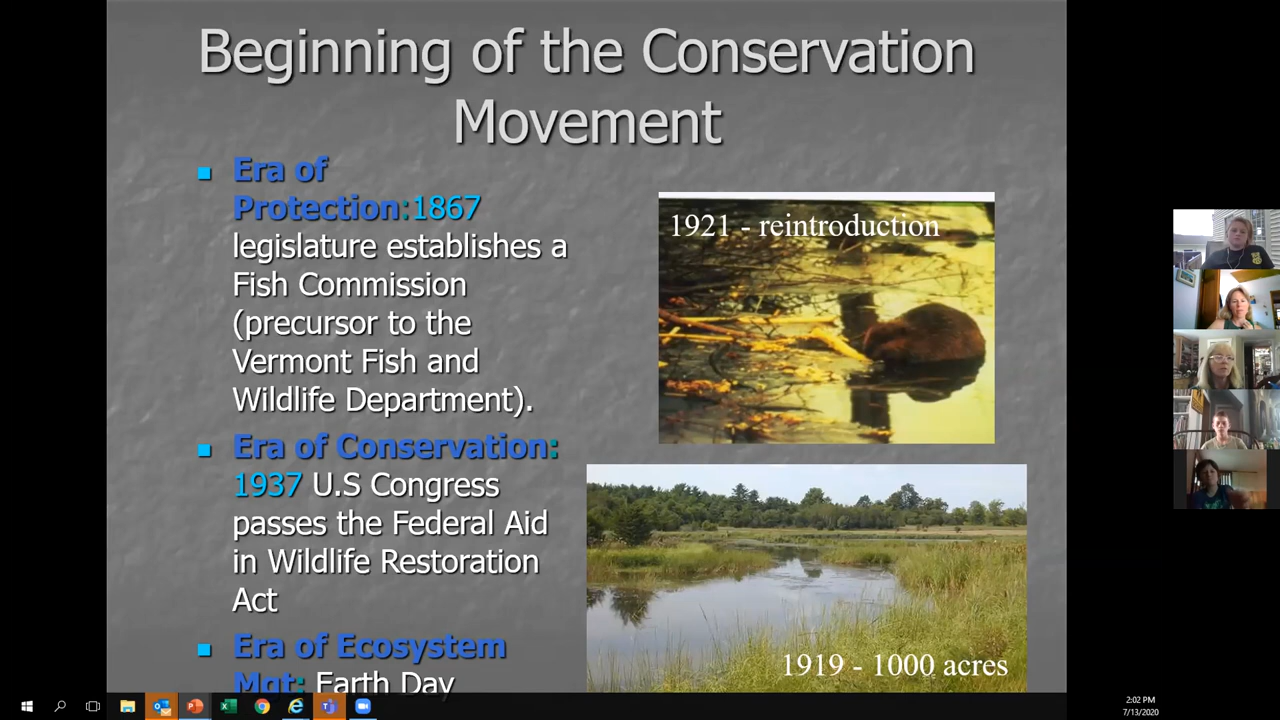 Beginning of the Conservation
Movement
Era of
Protection:1867
legislature establishes a
Fish Commission
(precursor to the
Vermont Fish and
Wildlife Department).
Era of Conservation:
1937 U.S Congress
passes the Federal Aid
in Wildlife Restoration
Act
Era of Ecosystem
Mgt: Earth Day
1921 - reintroduction
1919 - 1000 acres
2:02 PM
7/13/2020